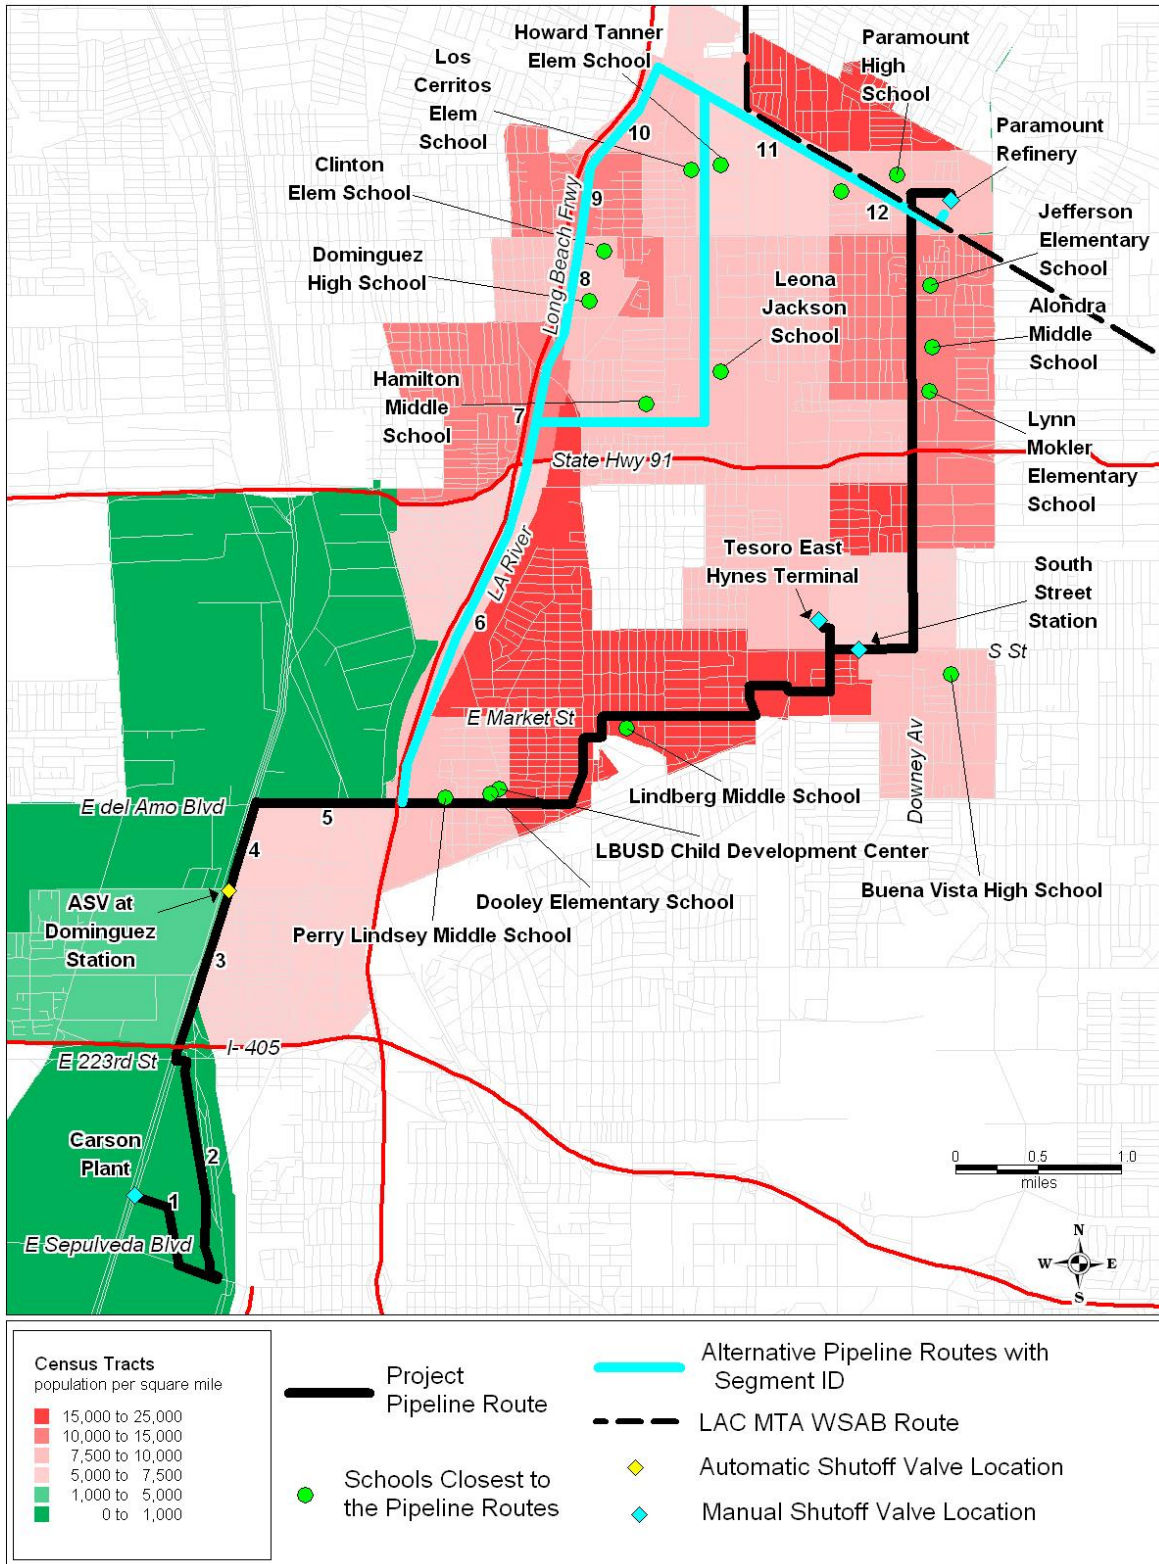 Howard Tanner
Elem School
Los
Cerritos
Elem
School
Clinton
Elem School
Dominguez
High School
Paramount
High
School
Paramount
Refinery
Jefferson
Elementary
School
Alondra
Middle
School
Leona
Jackson
School
Hamilton
Middle
School
Lynn
Mokler
Elementary
School
10
11
12
9
8
7
6
Long Beach Frwy
State Hwy 91
LA River
Tesoro East
Hynes Terminal
South
Street
Station
S St
E Market St
Downey Av
E del Amo Blvd
5
4
3
Lindberg Middle School
LBUSD Child Development Center
Buena Vista High School
Dooley Elementary School
Perry Lindsey Middle School
ASV at
Dominguez
Station
I- 405
E 223rd St
Carson
Plant
2
1
E Sepulveda Blvd
0 0.5 1.0
miles
N
W E
S
Census Tracts
population per square mile
15,000 to 25,000
10,000 to 15,000
7,500 to 10,000
5,000 to 7,500
1,000 to 5,000
0 to 1,000
Project
Pipeline Route
Schools Closest to
the Pipeline Routes
Alternative Pipeline Routes with
Segment ID
LAC MTA WSAB Route
Automatic Shutoff Valve Location
Manual Shutoff Valve Location